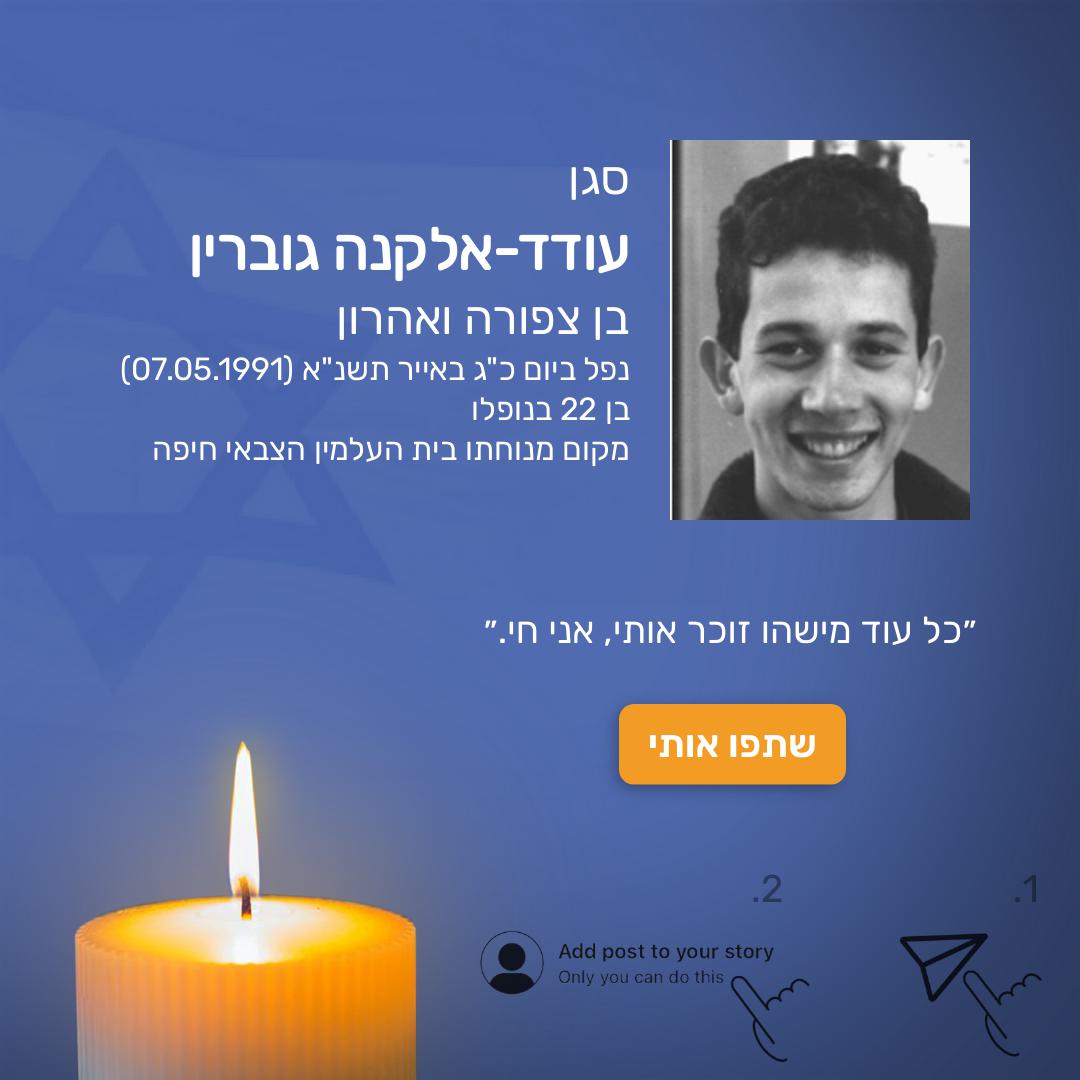 סגן
עודד-אלקנה גוברין
בן צפורה ואהרון
נפל ביום כ"ג באייר תשנ"א (07.05.1991)
בן 22 בנופלו
מקום מנוחתו בית העלמין הצבאי חיפה
״כל עוד מישהו זוכר אותי, אני חי.״
שתפו אותי
.1
.2
Add post to your story
Only you can do this